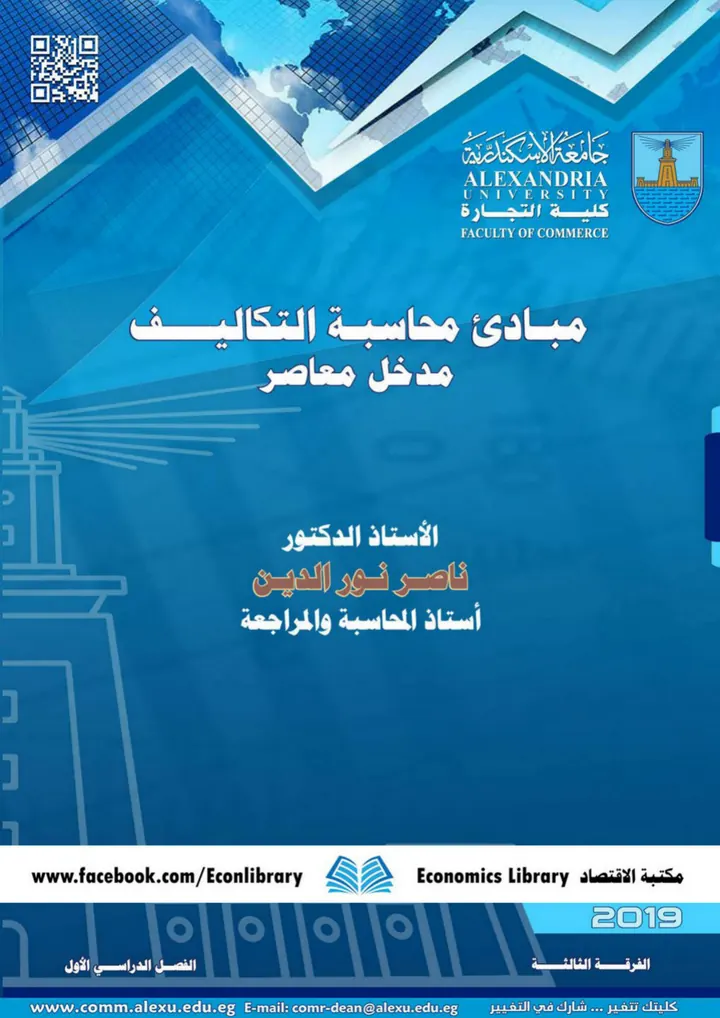 جامعة الإسكندرية
ALEXANDRIA
UNIVERSITY
كلية التجارة
FACULTY OF COMMERCE
مبادئ محاسبة التكاليف
مدخل معاصر
الأستاذ الدكتور
ناصر نور الدين
أستاذ المحاسبة والمراجعة
مكتبة الاقتصاد Economics Library www.facebook.com/Econlibrary
2019
الفرقة الثالثة الفصل الدراسي الأول
كليتك تتغير ... شارك في التغيير E-mail: comr-dean@alexu.edu.eg www.comm.alexu.edu.eg